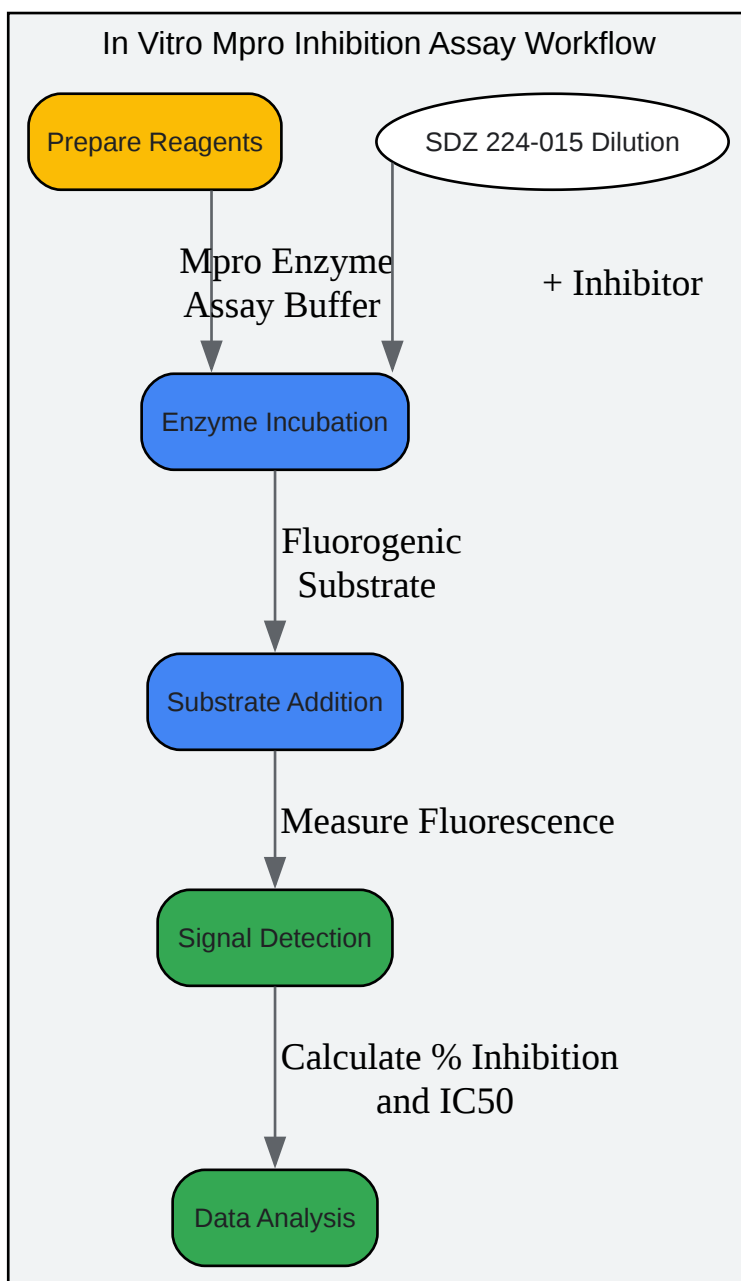 In Vitro Mpro Inhibition Assay Workflow
Prepare Reagents
SDZ 224-015 Dilution
Mpro Enzyme
Assay Buffer
+ Inhibitor
Enzyme Incubation
Fluorogenic
Substrate
Substrate Addition
Measure Fluorescence
Signal Detection
Calculate % Inhibition
and IC50
Data Analysis